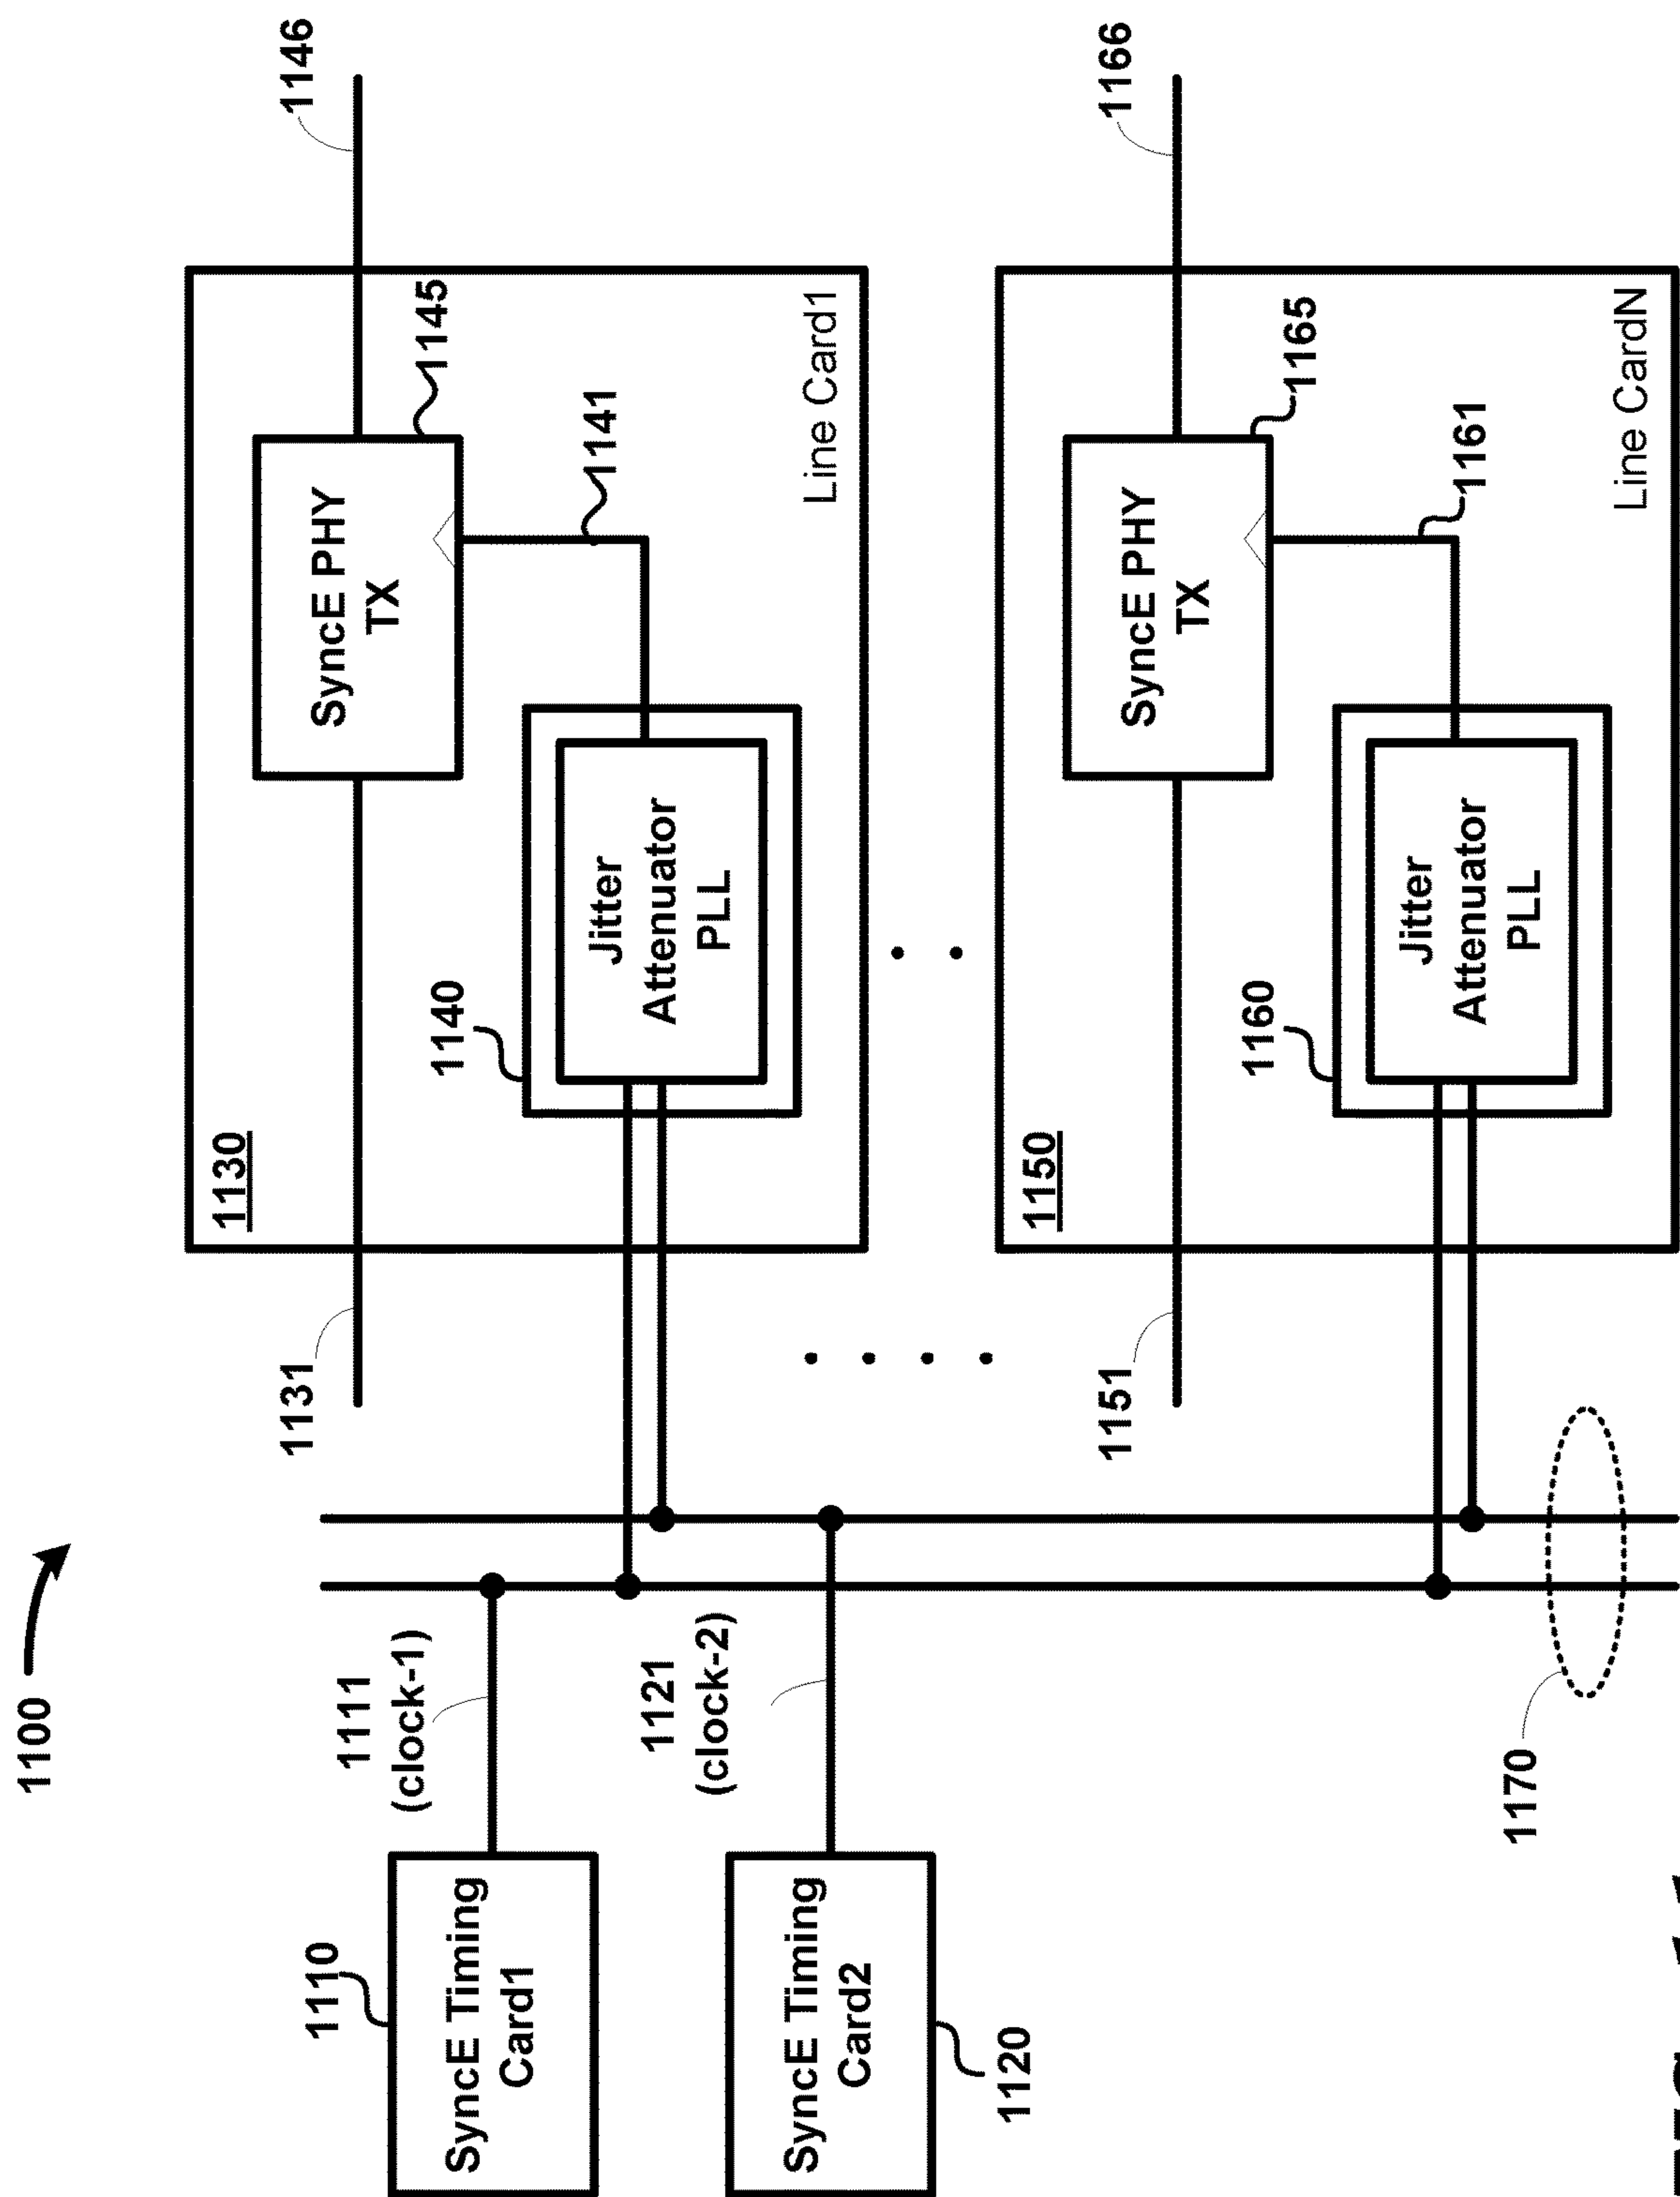 1100
1110
SyncE Timing
Card1
1111
(clock-1)
SyncE Timing
Card2
1120
1121
(clock-2)
1170
1131
1130
1140
Jitter
Attenuator
PLL
SyncE PHY
TX
1145
1141
Line Card1
1146
1151
1150
1160
Jitter
Attenuator
PLL
SyncE PHY
TX
1165
1161
Line CardN
1166